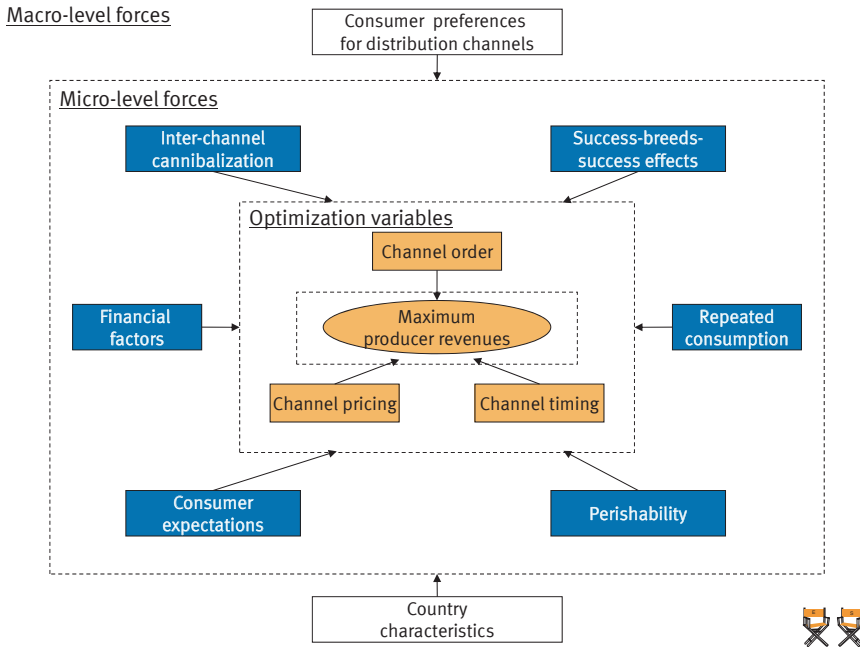 Macro-level forces
Consumer preferences
for distribution channels
Micro-level forces
Inter-channel
cannibalization
Success-breeds-
success effects
Optimization variables
Channel order
Financial
factors
Maximum
producer revenues
Repeated
consumption
Channel pricing
Channel timing
Consumer
expectations
Perishability
Country
characteristics